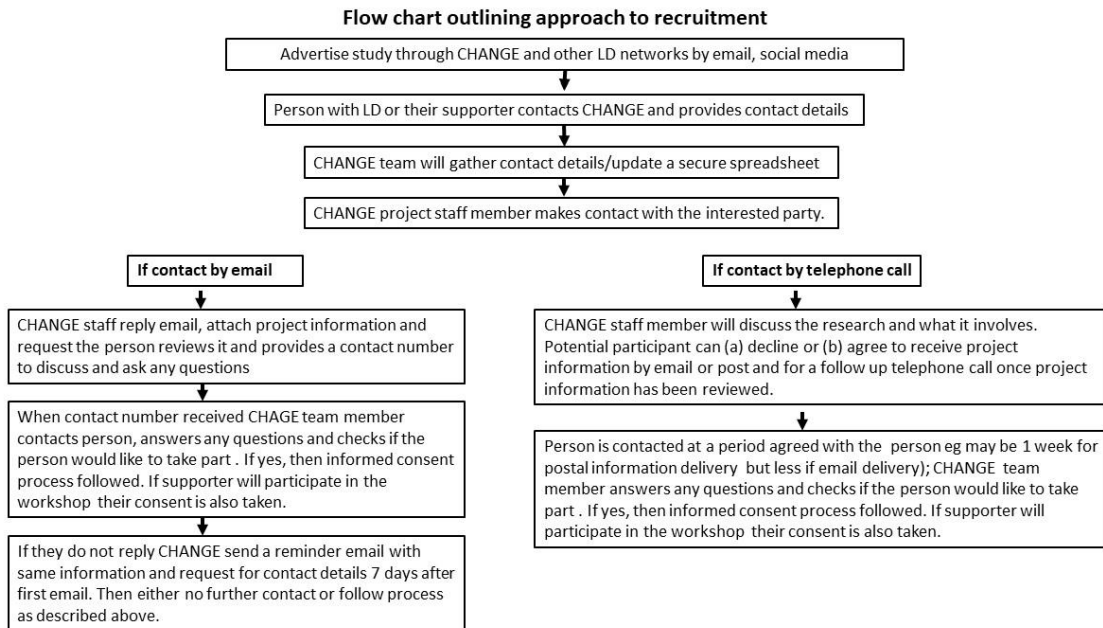 Flow chart outlining approach to recruitment
Advertise study through CHANGE and other LD networks by email, social media
Person with LD or their supporter contacts CHANGE and provides contact details
CHANGE team will gather contact details/update a secure spreadsheet
CHANGE project staff member makes contact with the interested party.
If contact by email
CHANGE staff reply email, attach project information and
request the person reviews it and provides a contact number
to discuss and ask any questions
When contact number received CHAGE team member
contacts person, answers any questions and checks if the
person would like to take part . If yes, then informed consent
process followed. If supporter will participate in the
workshop their consent is also taken.
If they do not reply CHANGE send a reminder email with
same information and request for contact details 7 days after
first email. Then either no further contact or follow process
as described above.
If contact by telephone call
CHANGE staff member will discuss the research and what it involves.
Potential participant can (a) decline or (b) agree to receive project
information by email or post and for a follow up telephone call once project
information has been reviewed.
Person is contacted at a period agreed with the person eg may be 1 week for
postal information delivery but less if email delivery); CHANGE team
member answers any questions and checks if the person would like to take
part . If yes, then informed consent process followed. If supporter will
participate in the workshop their consent is also taken.